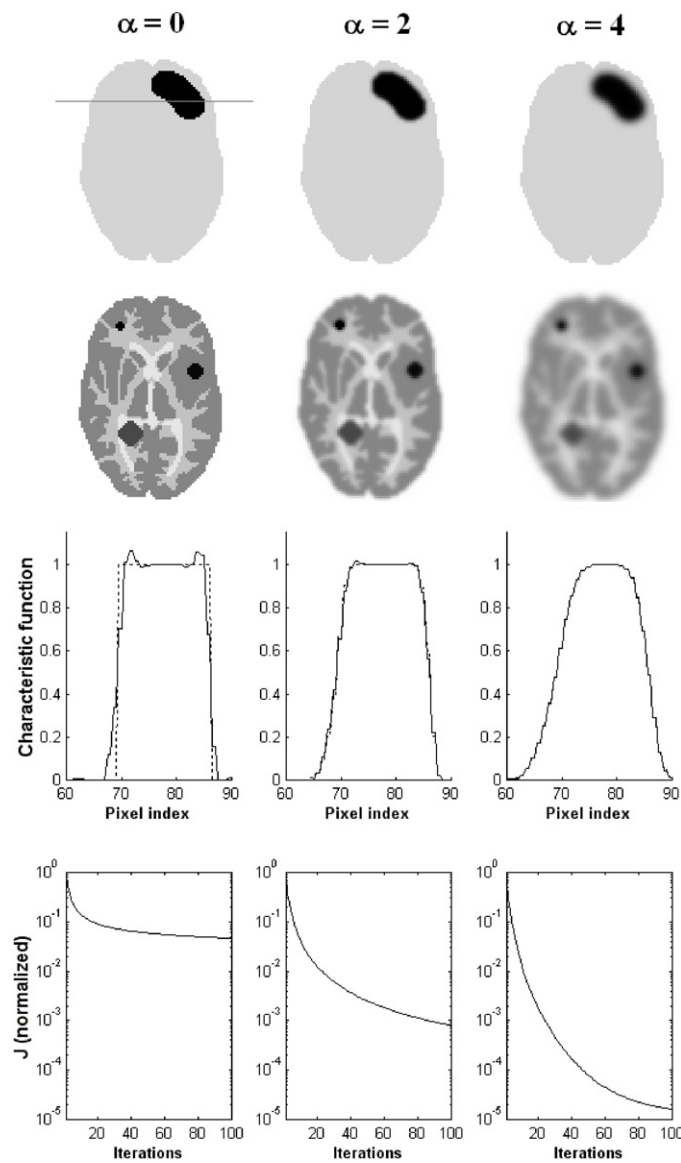 α = 0 α = 2 α = 4
Characteristic function
1 1 1
0.8 0.8 0.8
0.6 0.6 0.6
0.4 0.4 0.4
0.2 0.2 0.2
0 0 0
60 70 80 90 60 70 80 90 60 70 80 90
Pixel index Pixel index Pixel index
J (normalized)
10^0 10^0 10^0
10^-1 10^-1 10^-1
10^-2 10^-2 10^-2
10^-3 10^-3 10^-3
10^-4 10^-4 10^-4
10^-5 10^-5 10^-5
20 40 60 80 100 20 40 60 80 100 20 40 60 80 100
Iterations Iterations Iterations